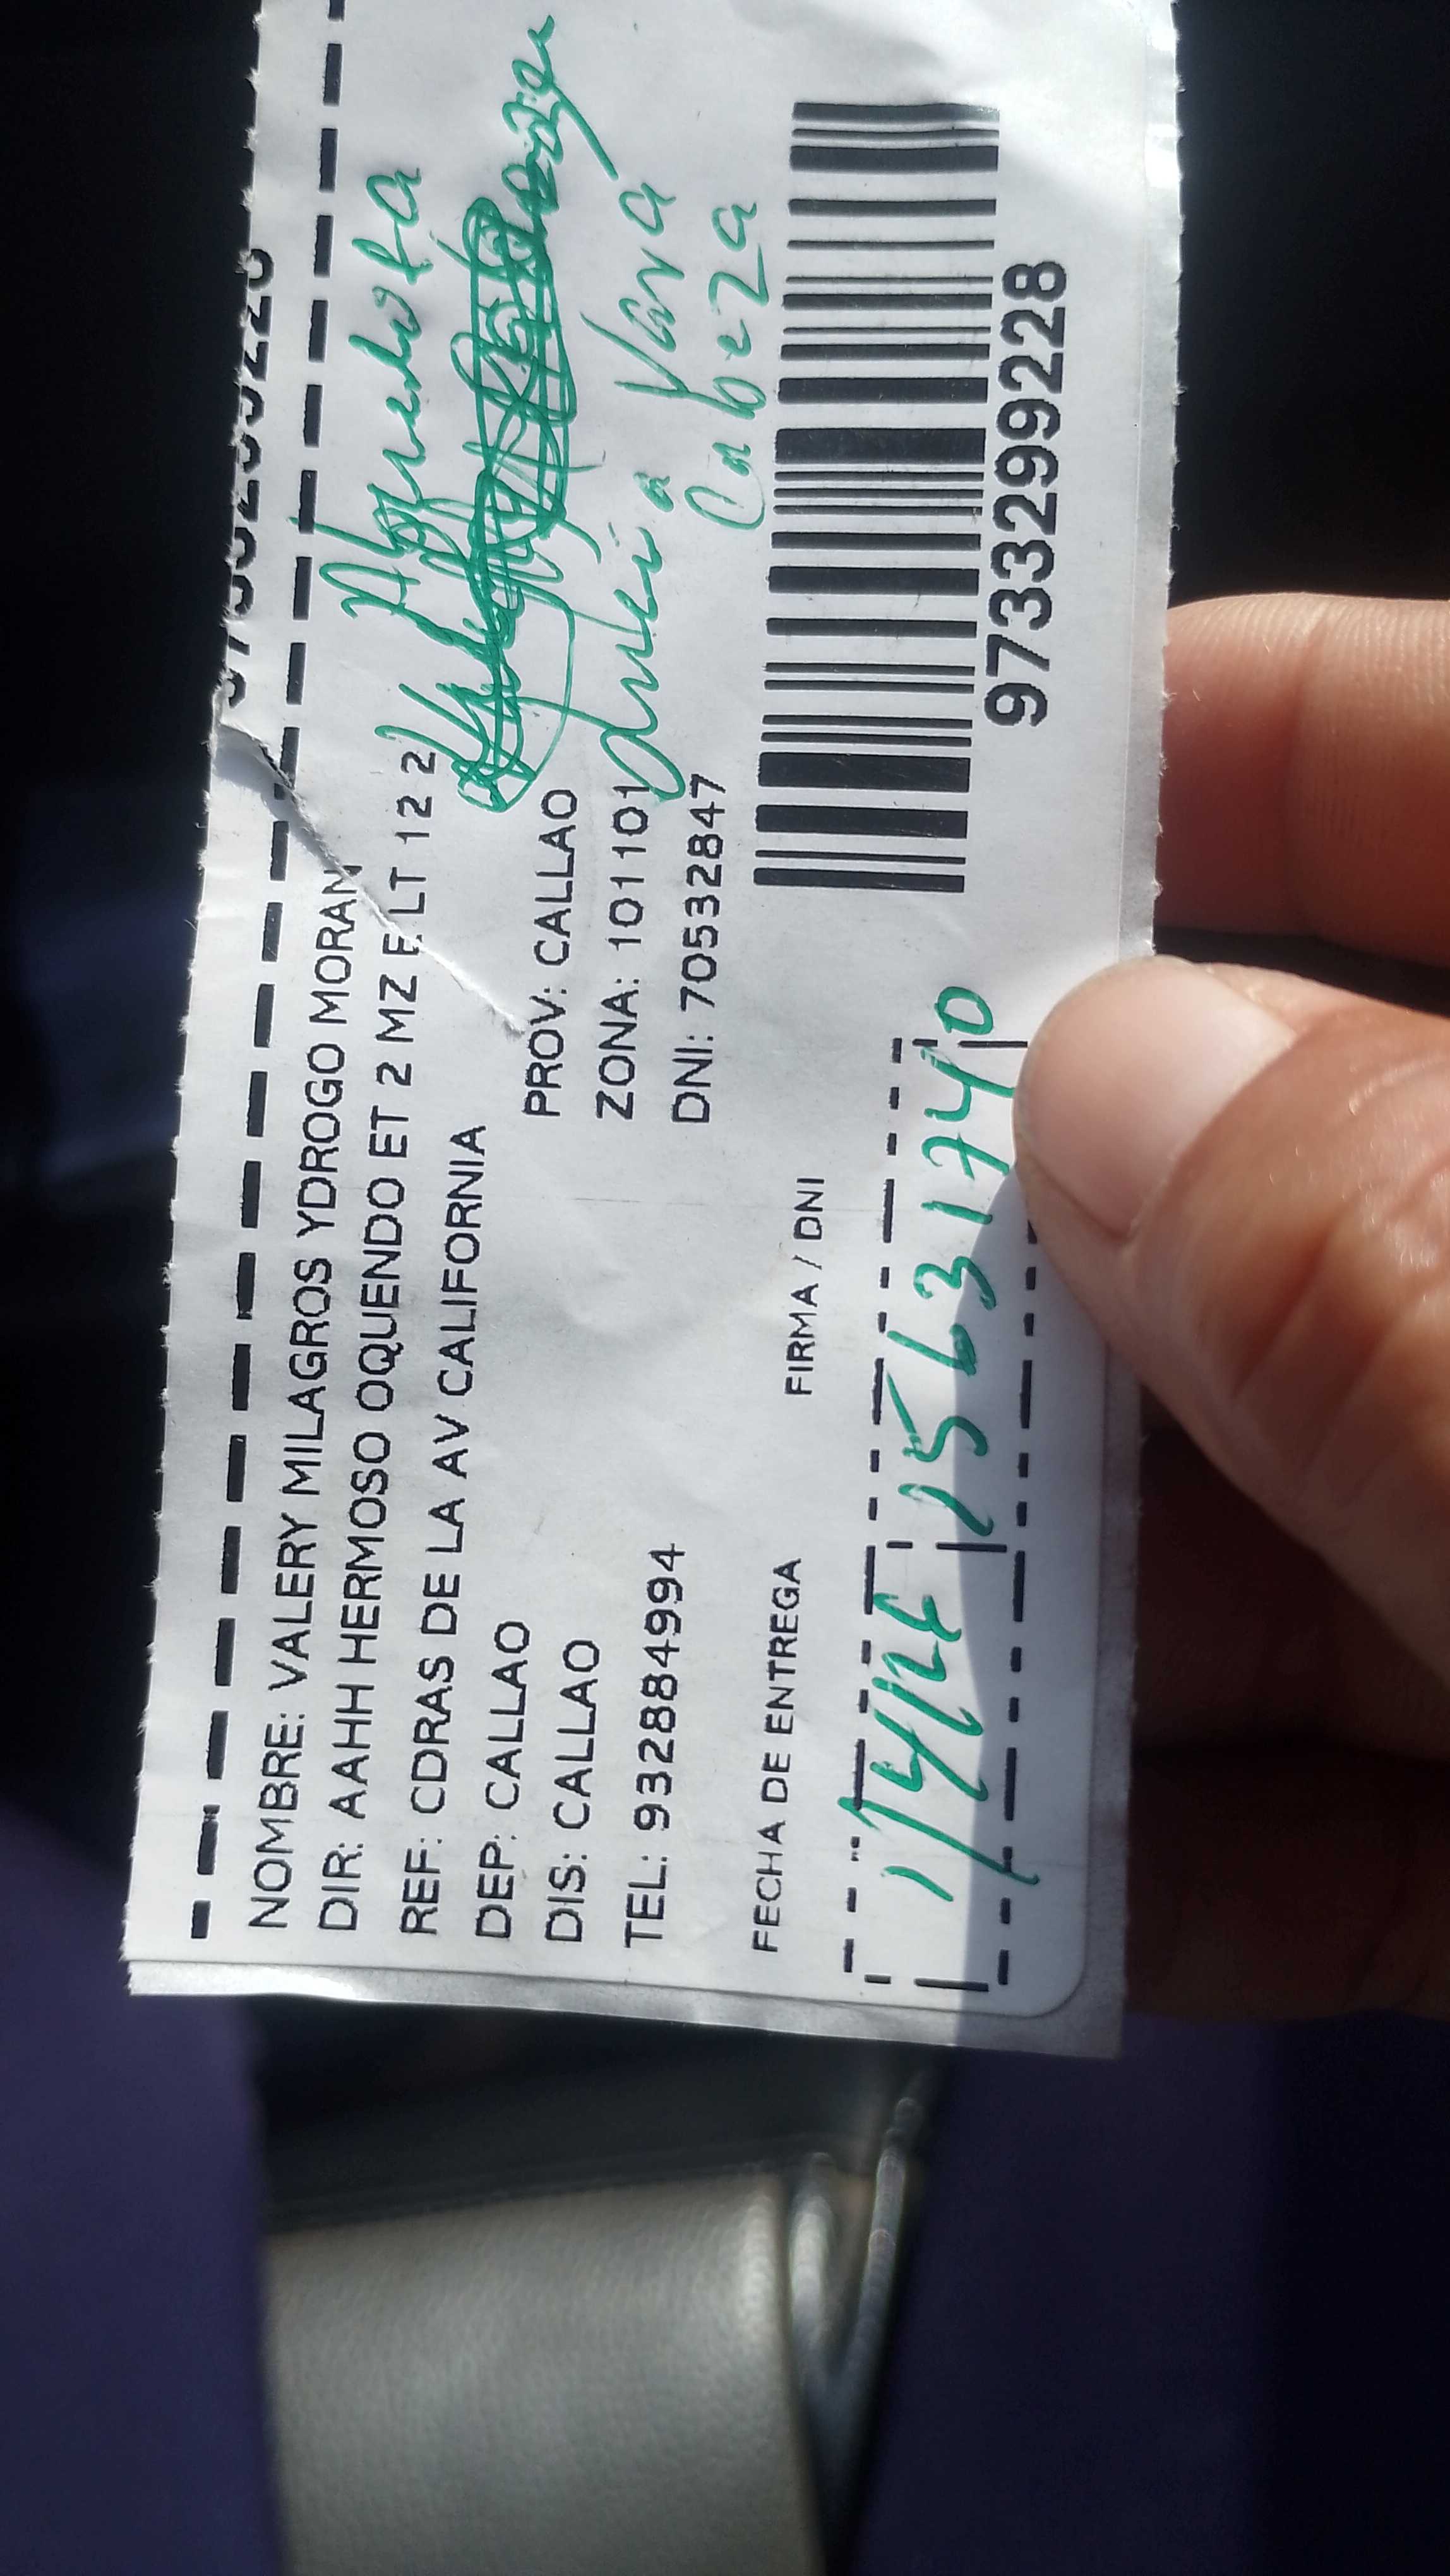 NOMBRE: VALERY MILAGROS YDROGO MORAN
DIR: AAHH HERMOSO OQUENDO ET 2 MZ E LT 12 2
REF: CDRAS DE LA AV CALIFORNIA
DEP: CALLAO PROV: CALLAO
DIS: CALLAO ZONA: 101101
TEL: 932884994 DNI: 70532847
Cabeza
FECHA DE ENTREGA FIRMA / DNI
15631740
9733299228